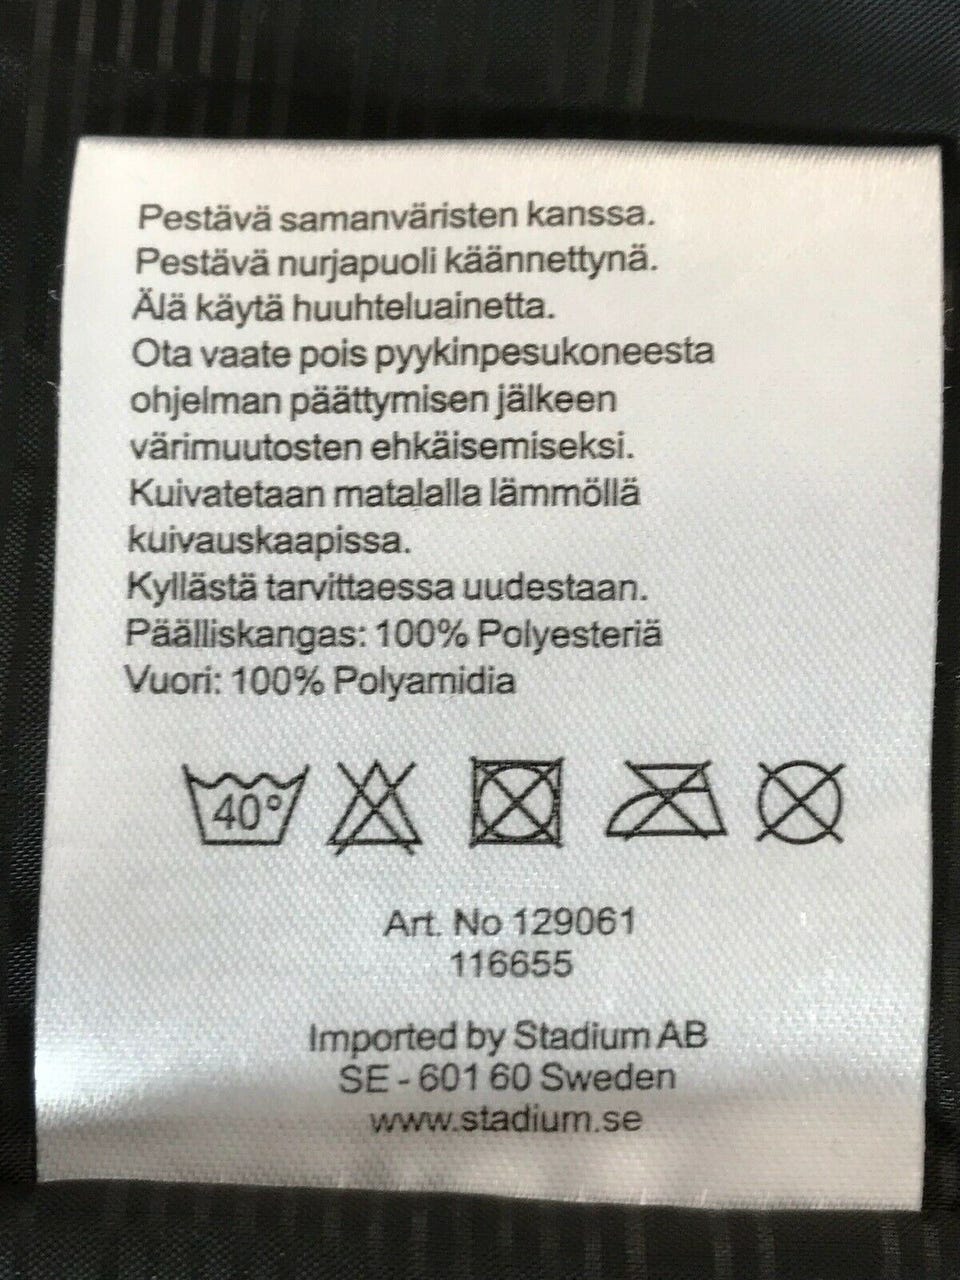 Pestävä samanväristen kanssa.
Pestävä nurjapuoli käännettynä.
Älä käytä huuhteluainetta.
Ota vaate pois pyykinpesukoneesta
ohjelman päättymisen jälkeen
värimuutosten ehkäisemiseksi.
Kuivatetaan matalalla lämmöllä
kuivauskaapissa.
Kyllästä tarvittaessa uudestaan.
Päälliskangas: 100% Polyesteriä
Vuori: 100% Polyamidia
40°
Art. No 129061
116655
Imported by Stadium AB
SE - 601 60 Sweden
www.stadium.se